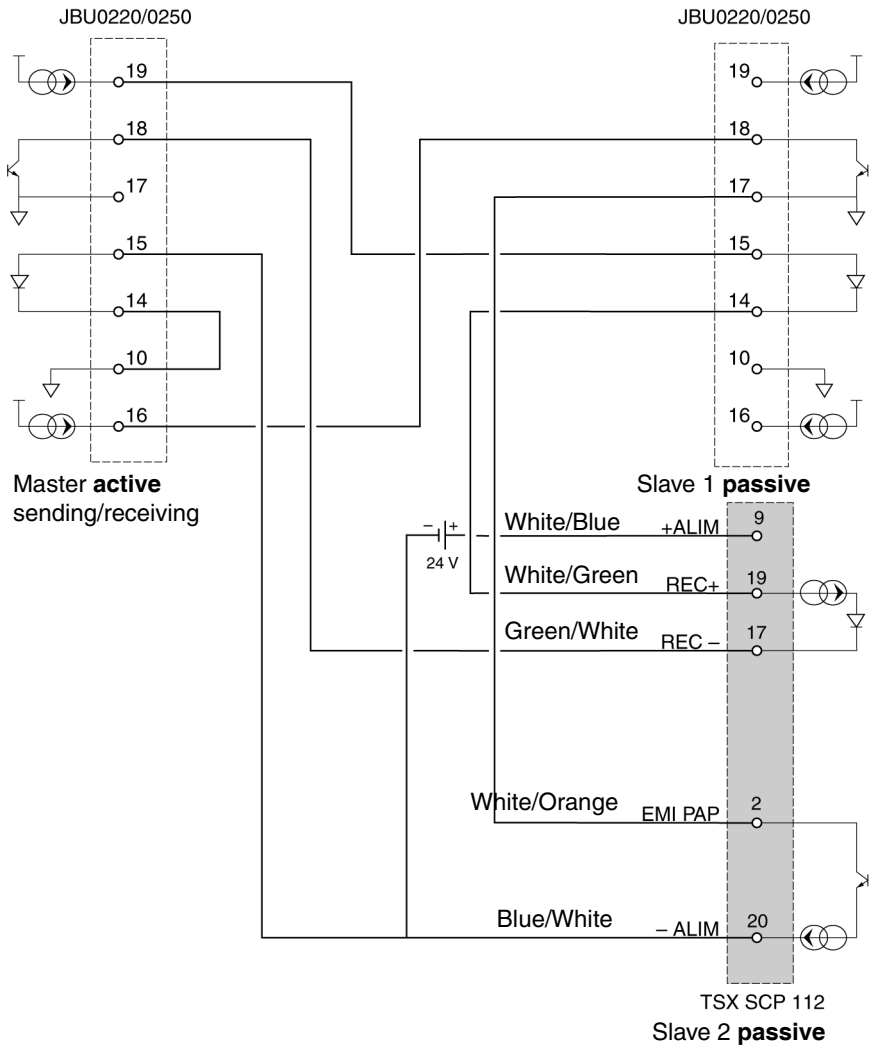 JBU0220/0250
JBU0220/0250
19
19
18
18
17
17
15
15
14
14
10
10
16
16
Master active
sending/receiving
Slave 1 passive
– +
24 V
White/Blue +ALIM 9
White/Green REC+ 19
Green/White REC – 17
White/Orange EMI PAP 2
Blue/White – ALIM 20
TSX SCP 112
Slave 2 passive